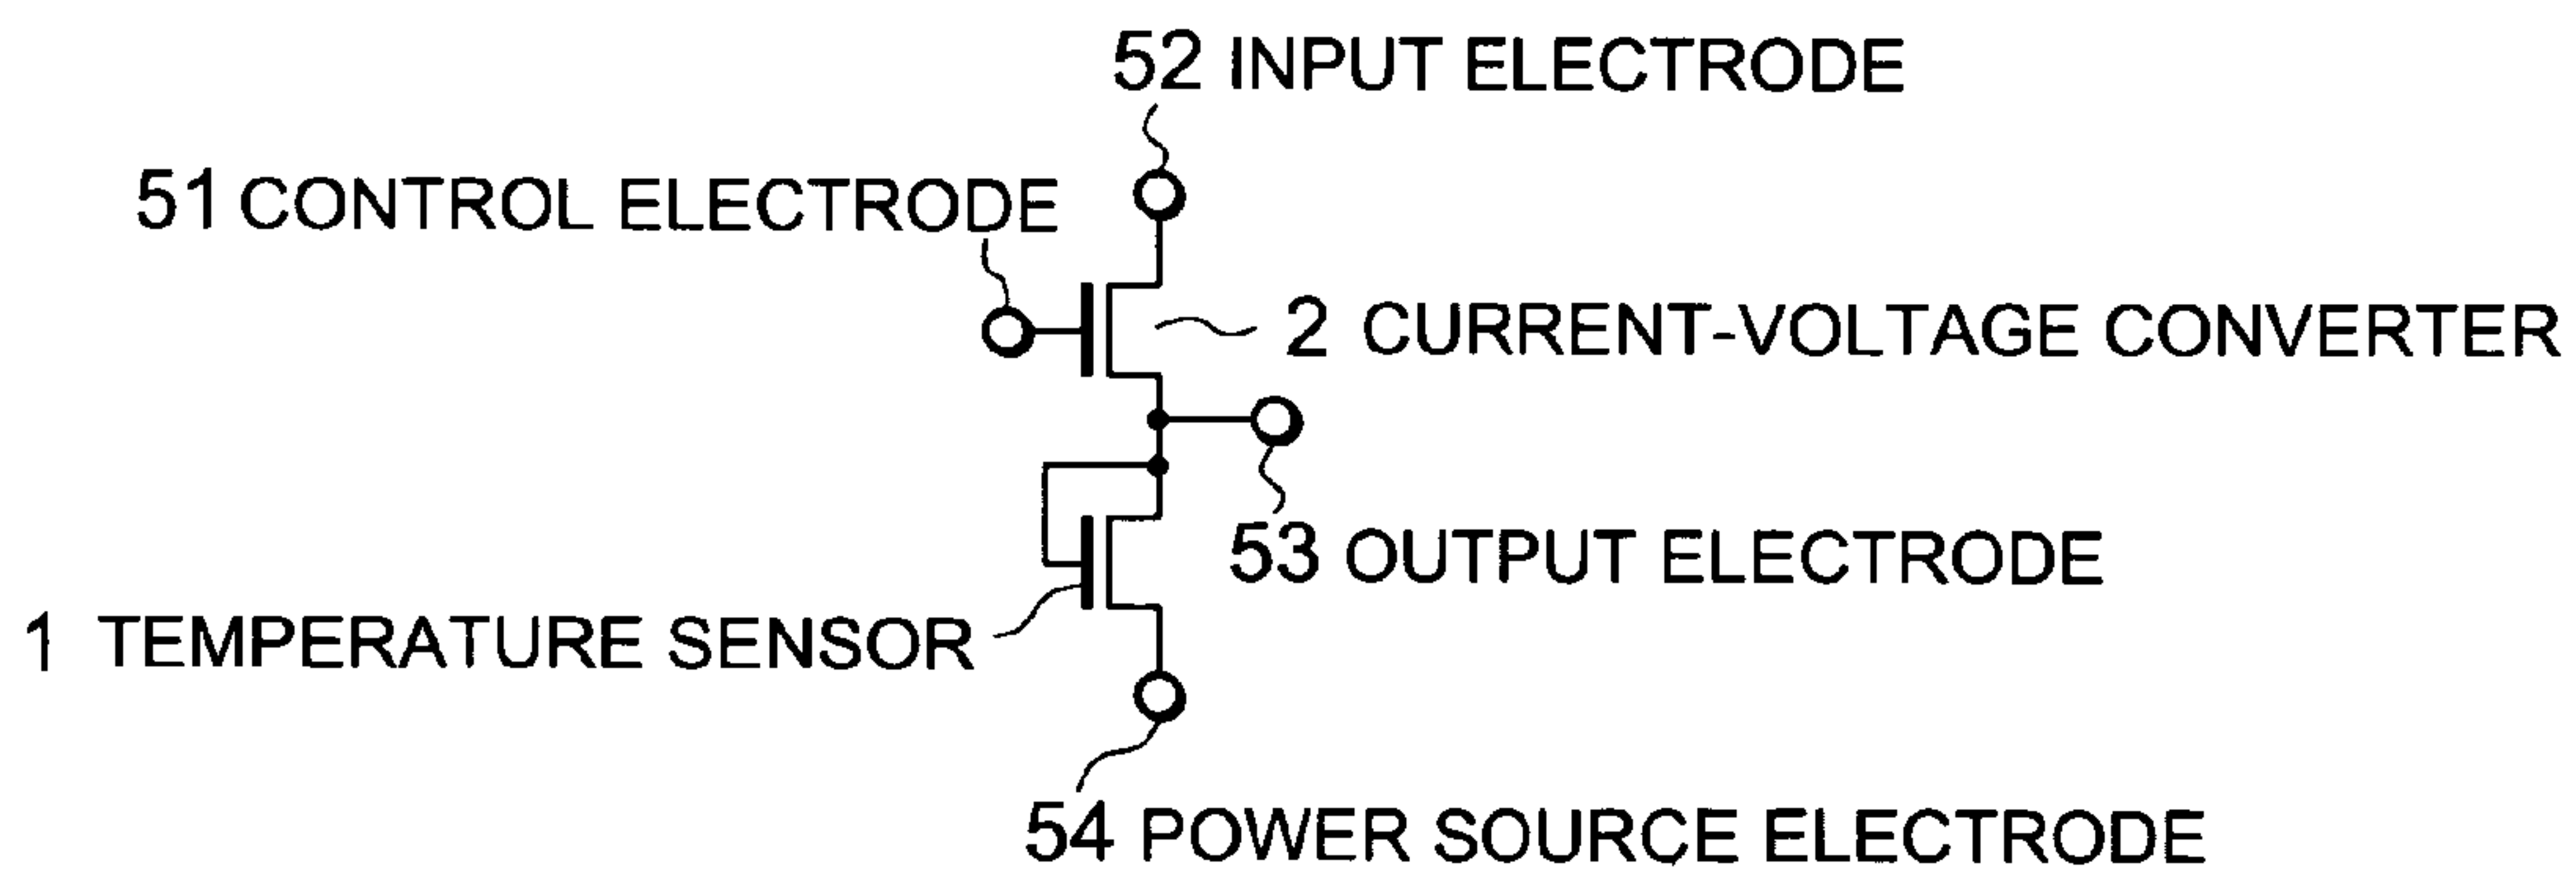 52 INPUT ELECTRODE
51 CONTROL ELECTRODE
2 CURRENT-VOLTAGE CONVERTER
53 OUTPUT ELECTRODE
1 TEMPERATURE SENSOR
54 POWER SOURCE ELECTRODE